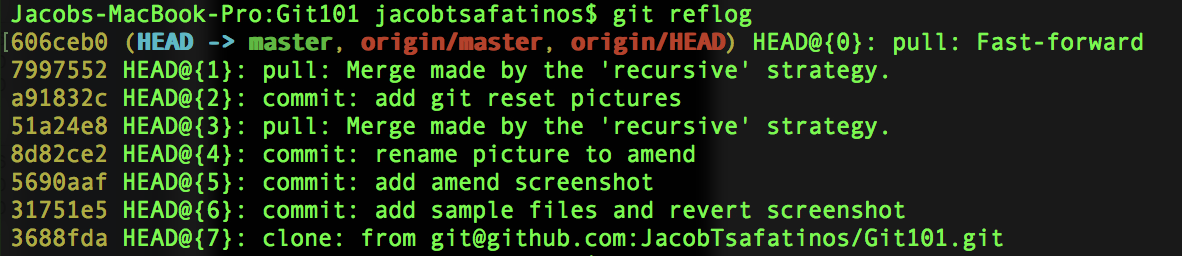 Jacobs-MacBook-Pro:Git101 jacobtsafatinos$ git reflog
[606ceb0 (HEAD -> master, origin/master, origin/HEAD) HEAD@{0}: pull: Fast-forward
7997552 HEAD@{1}: pull: Merge made by the 'recursive' strategy.
a91832c HEAD@{2}: commit: add git reset pictures
51a24e8 HEAD@{3}: pull: Merge made by the 'recursive' strategy.
8d82ce2 HEAD@{4}: commit: rename picture to amend
5690aaf HEAD@{5}: commit: add amend screenshot
31751e5 HEAD@{6}: commit: add sample files and revert screenshot
3688fda HEAD@{7}: clone: from git@github.com:JacobTsafatinos/Git101.git